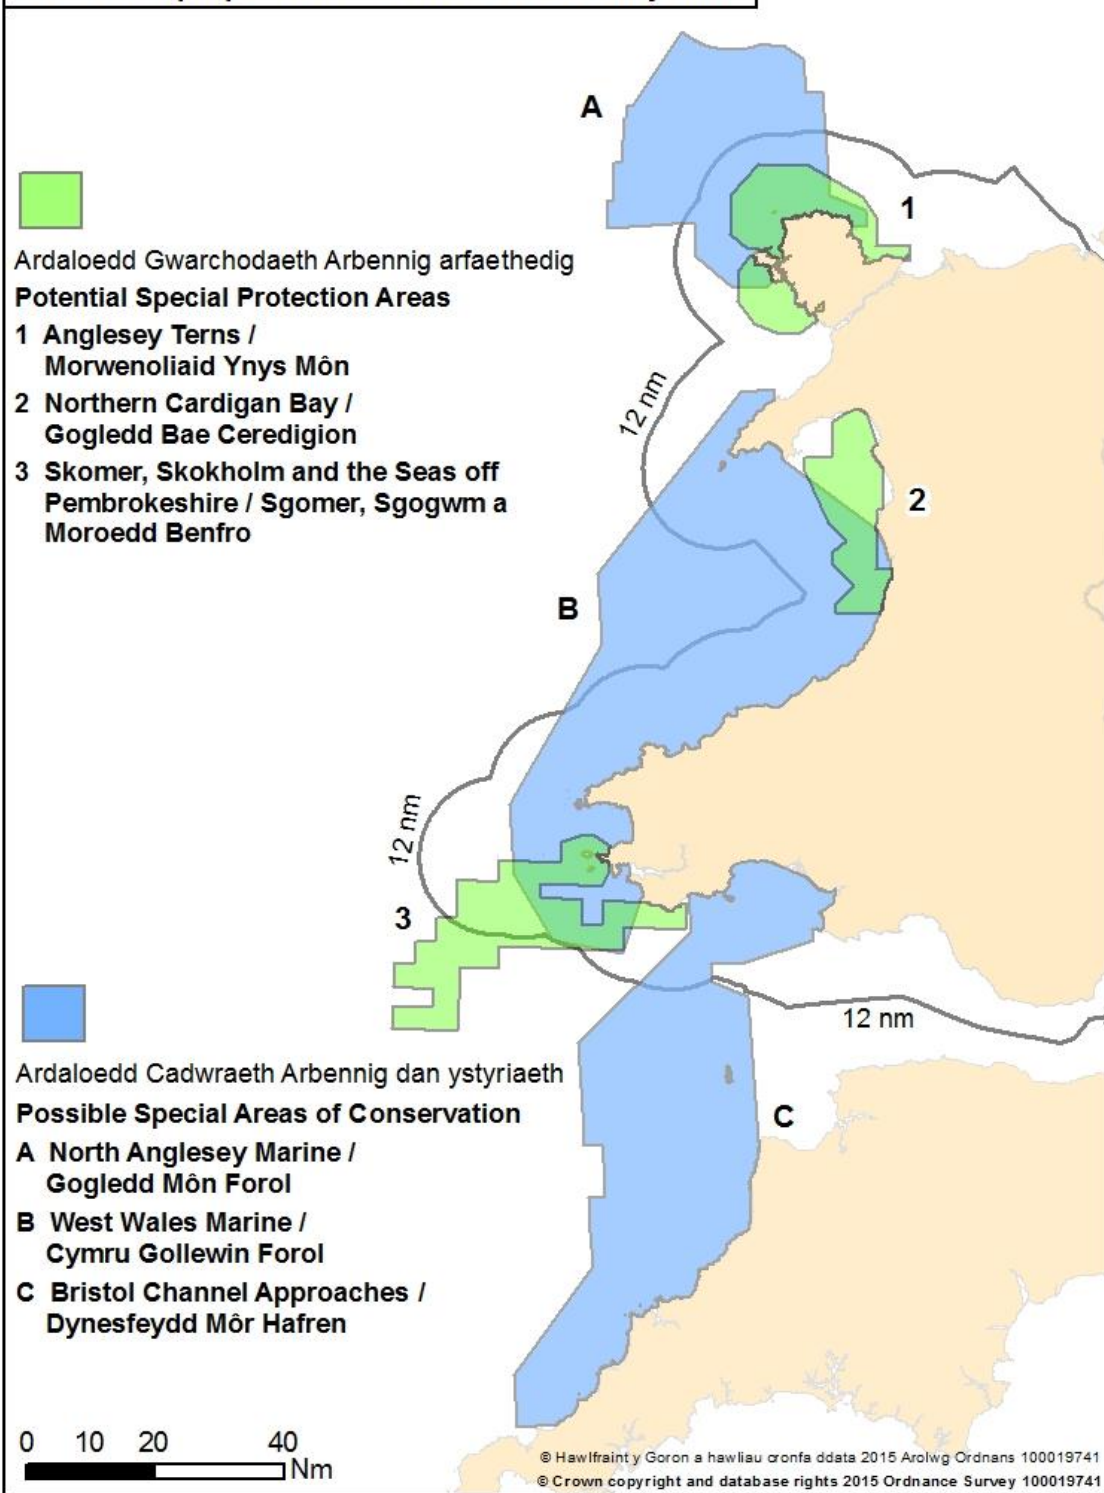 Ardaloedd Gwarchodaeth Arbennig arfaethedig
Potential Special Protection Areas
1 Anglesey Terns /
Morwenoliaid Ynys Môn
2 Northern Cardigan Bay /
Gogledd Bae Ceredigion
3 Skomer, Skokholm and the Seas off
Pembrokeshire / Sgomer, Sgogwm a
Moroedd Benfro
Ardaloedd Cadwraeth Arbennig dan ystyriaeth
Possible Special Areas of Conservation
A North Anglesey Marine /
Gogledd Môn Forol
B West Wales Marine /
Cymru Gollewin Forol
C Bristol Channel Approaches /
Dynesfeydd Môr Hafren
0 10 20 40
Nm
A
1
12 nm
2
B
12 nm
3
12 nm
C
© Hawlfraint y Goron a hawliau cronfa ddata 2015 Arolwg Ordnans 100019741
© Crown copyright and database rights 2015 Ordnance Survey 100019741